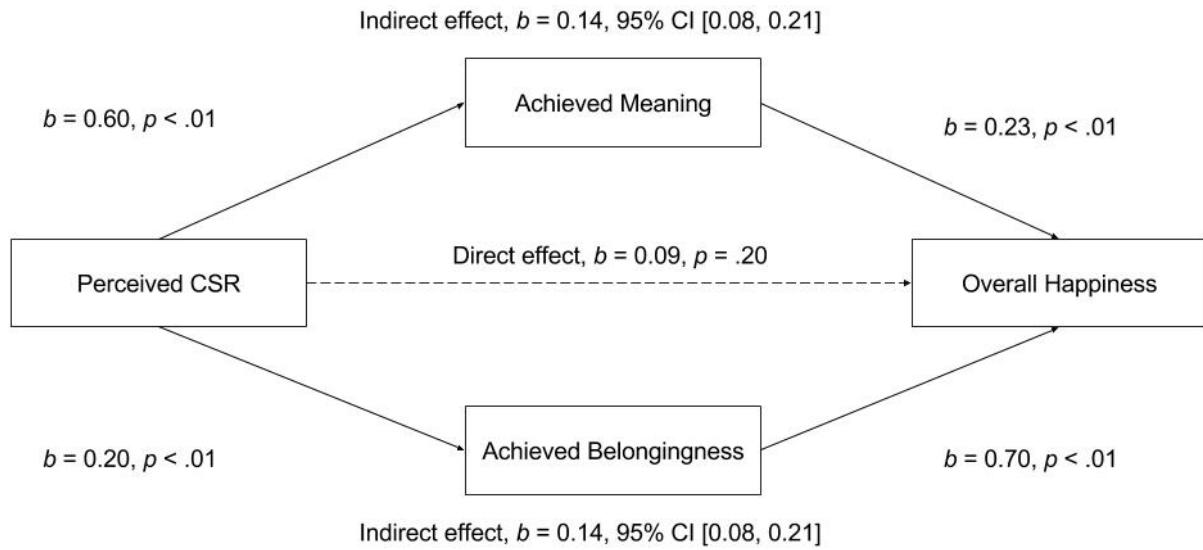 Indirect effect, b = 0.14, 95% CI [0.08, 0.21]
Achieved Meaning
b = 0.60, p < .01
b = 0.23, p < .01
Direct effect, b = 0.09, p = .20
Perceived CSR
Overall Happiness
Achieved Belongingness
b = 0.20, p < .01
b = 0.70, p < .01
Indirect effect, b = 0.14, 95% CI [0.08, 0.21]